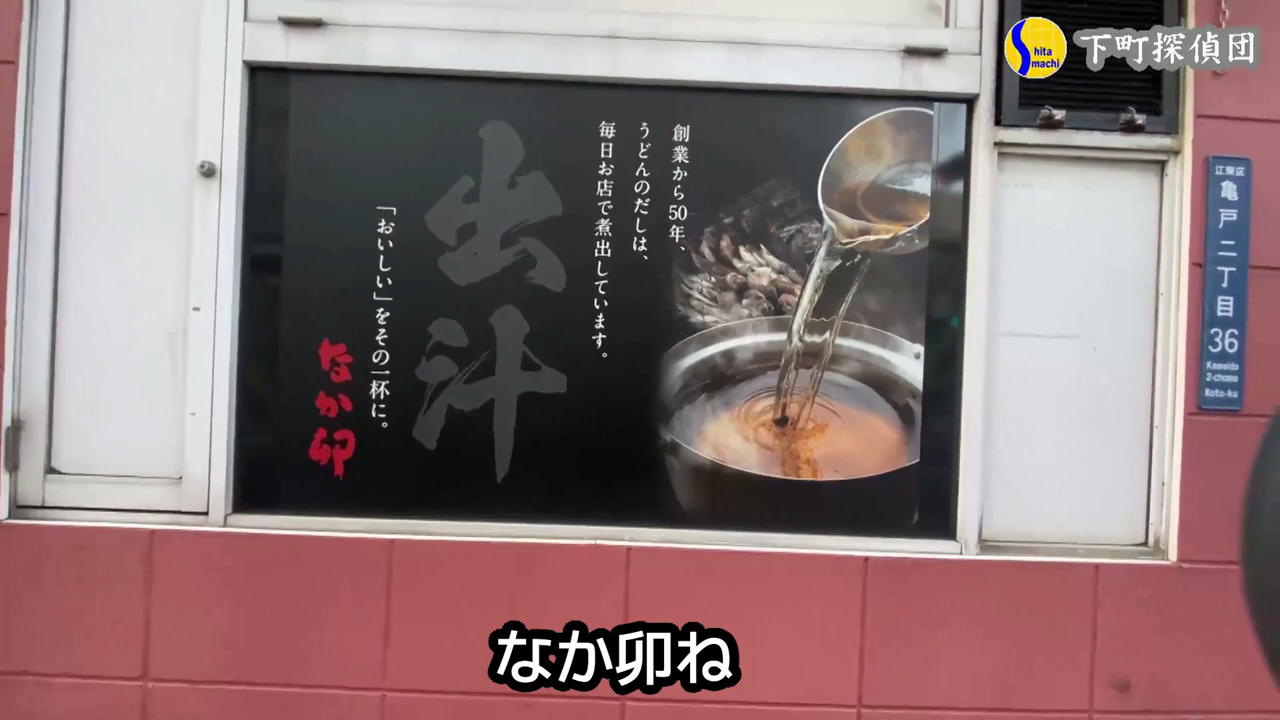 Shita
machi
下町探偵団
創業から50年、
うどんのだしは、
毎日お店で煮出しています。
出汁
「おいしい」をその一杯に。
なか卯
江東区
亀戸二丁目
36
Kameido
2-chome
Koto-ku
なか卯ね